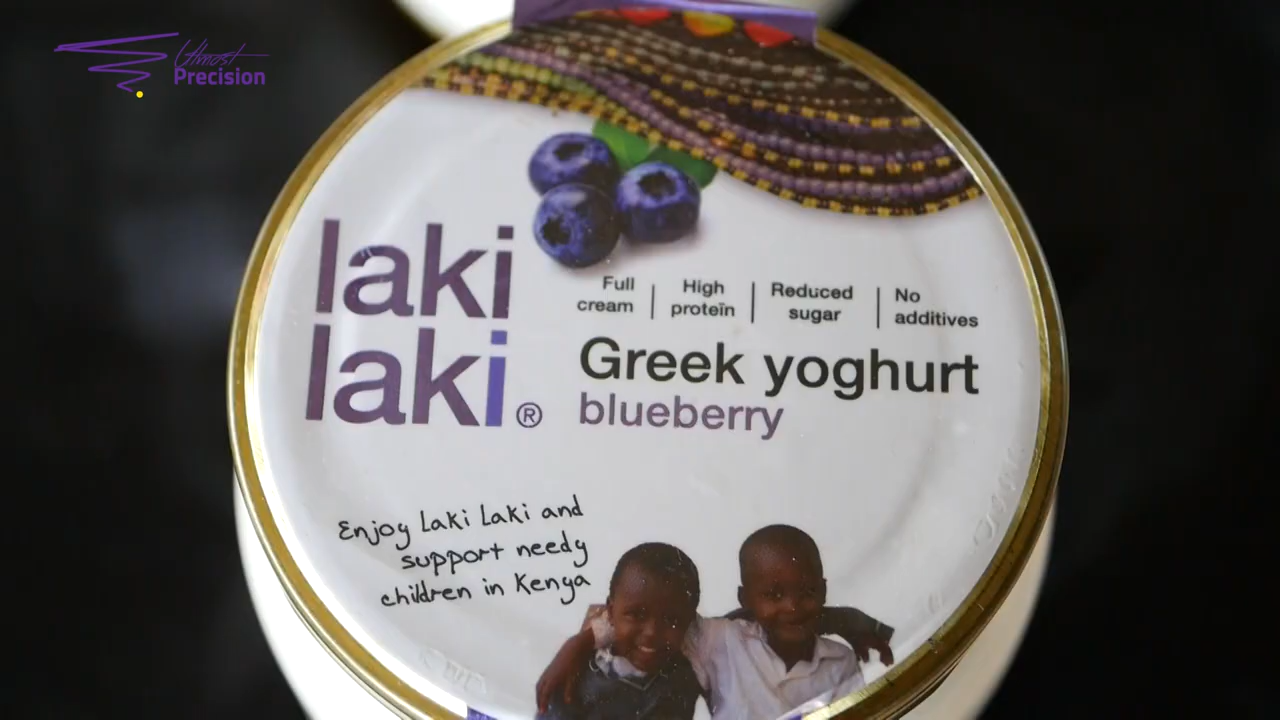 Utmost
Precision
laki
laki®
Full cream | High protein | Reduced sugar | No additives
Greek yoghurt
blueberry
Enjoy Laki Laki and
support needy
children in Kenya